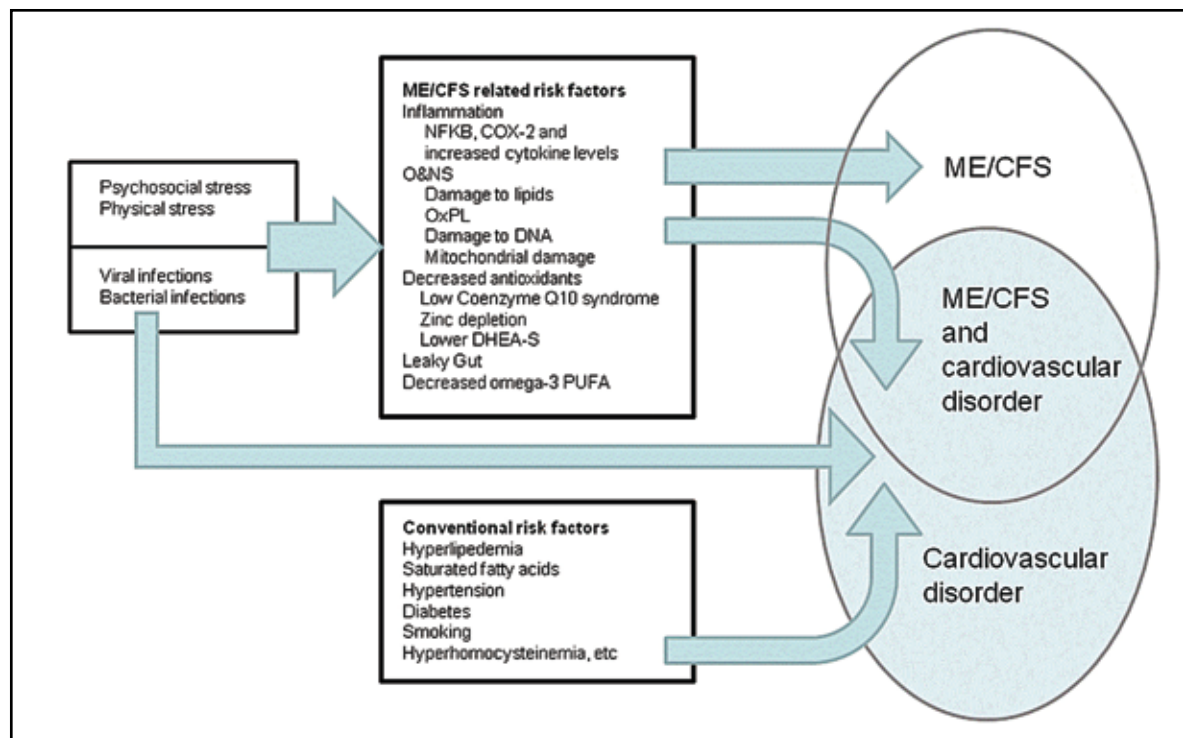 Psychosocial stress
Physical stress
Viral infections
Bacterial infections
ME/CFS related risk factors
Inflammation
NFKB, COX-2 and
increased cytokine levels
O&NS
Damage to lipids
OxPL
Damage to DNA
Mitochondrial damage
Decreased antioxidants
Low Coenzyme Q10 syndrome
Zinc depletion
Lower DHEA-S
Leaky Gut
Decreased omega-3 PUFA
Conventional risk factors
Hyperlipedemia
Saturated fatty acids
Hypertension
Diabetes
Smoking
Hyperhomocysteinemia, etc
ME/CFS
ME/CFS
and
cardiovascular
disorder
Cardiovascular
disorder